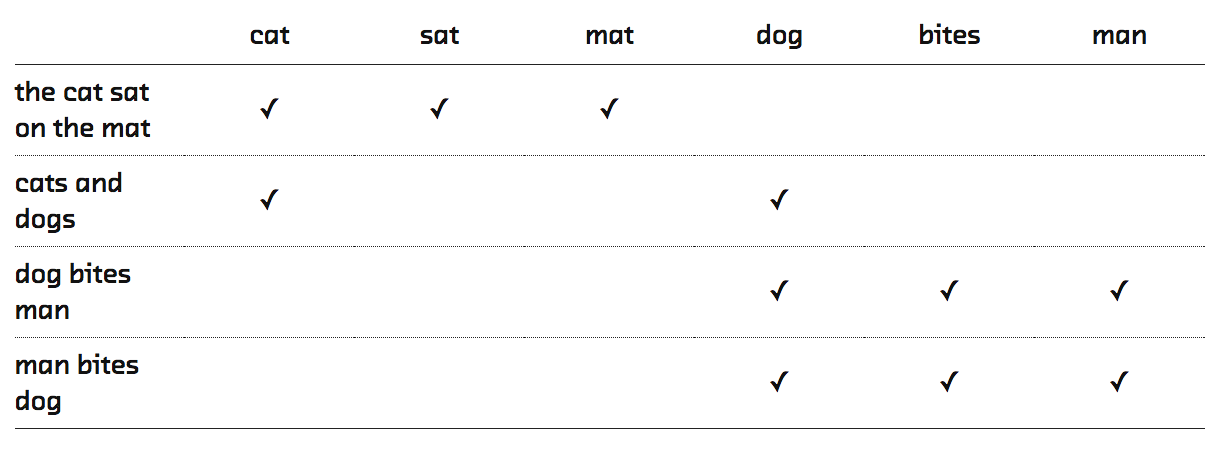 cat sat mat dog bites man
the cat sat
on the mat ✓ ✓ ✓
cats and
dogs ✓ ✓
dog bites
man ✓ ✓ ✓
man bites
dog ✓ ✓ ✓